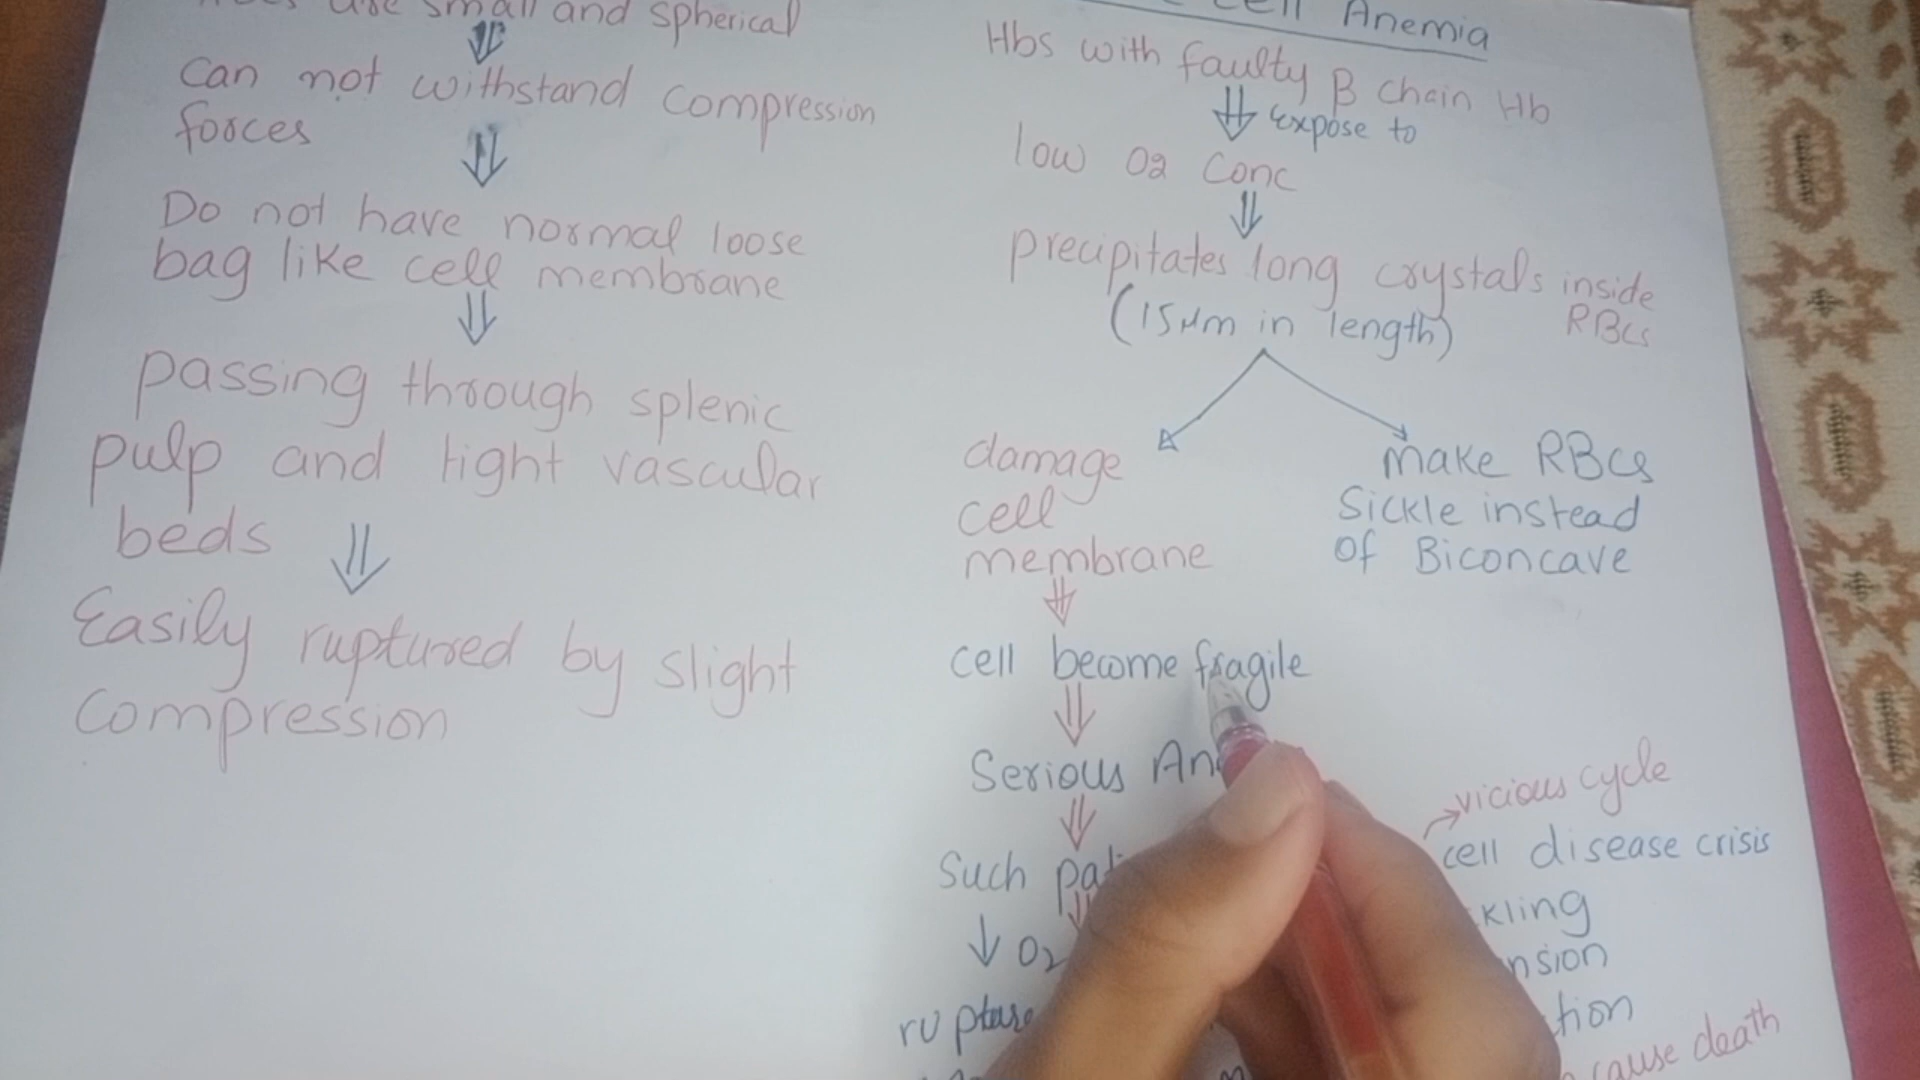 small and spherical
Can not withstand compression
forces
Do not have normal loose
bag like cell membrane
passing through splenic
pulp and tight vascular
beds
Easily ruptured by slight
Compression
Cell Anemia
Hbs with faulty β Chain Hb
Expose to
low O2 Conc
precipitates long crystals inside
RBCs
(15 μm in length)
damage
cell
membrane
make RBCs
Sickle instead
Of Biconcave
cell become fragile
Serious
Such
vicious cycle
cell disease crisis
↓ O2
cause death